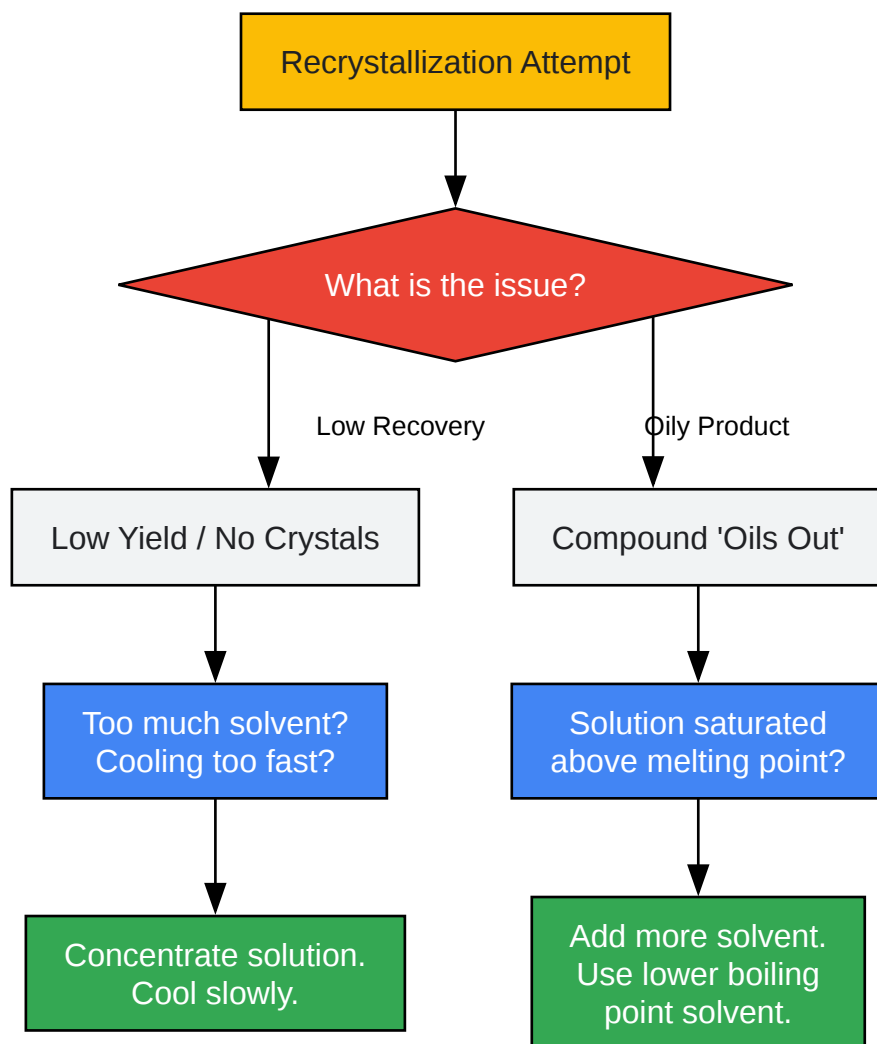 Recrystallization Attempt
What is the issue?
Low Recovery
Oily Product
Low Yield / No Crystals
Compound 'Oils Out'
Too much solvent?
Cooling too fast?
Solution saturated
above melting point?
Concentrate solution.
Cool slowly.
Add more solvent.
Use lower boiling
point solvent.